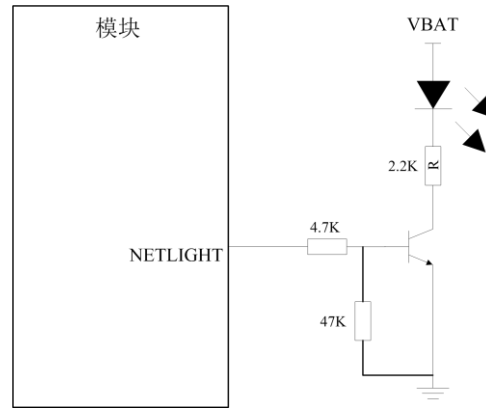 模块
VBAT
2.2K
R
4.7K
NETLIGHT
47K